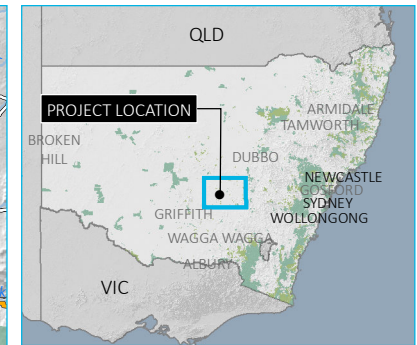 QLD
PROJECT LOCATION
ARMIDALE
TAMWORTH
BROKEN
HILL
DUBBO
NEWCASTLE
GOSFORD
SYDNEY
GRIFFITH
WOLLONGONG
WAGGA WAGGA
ALBURY
VIC